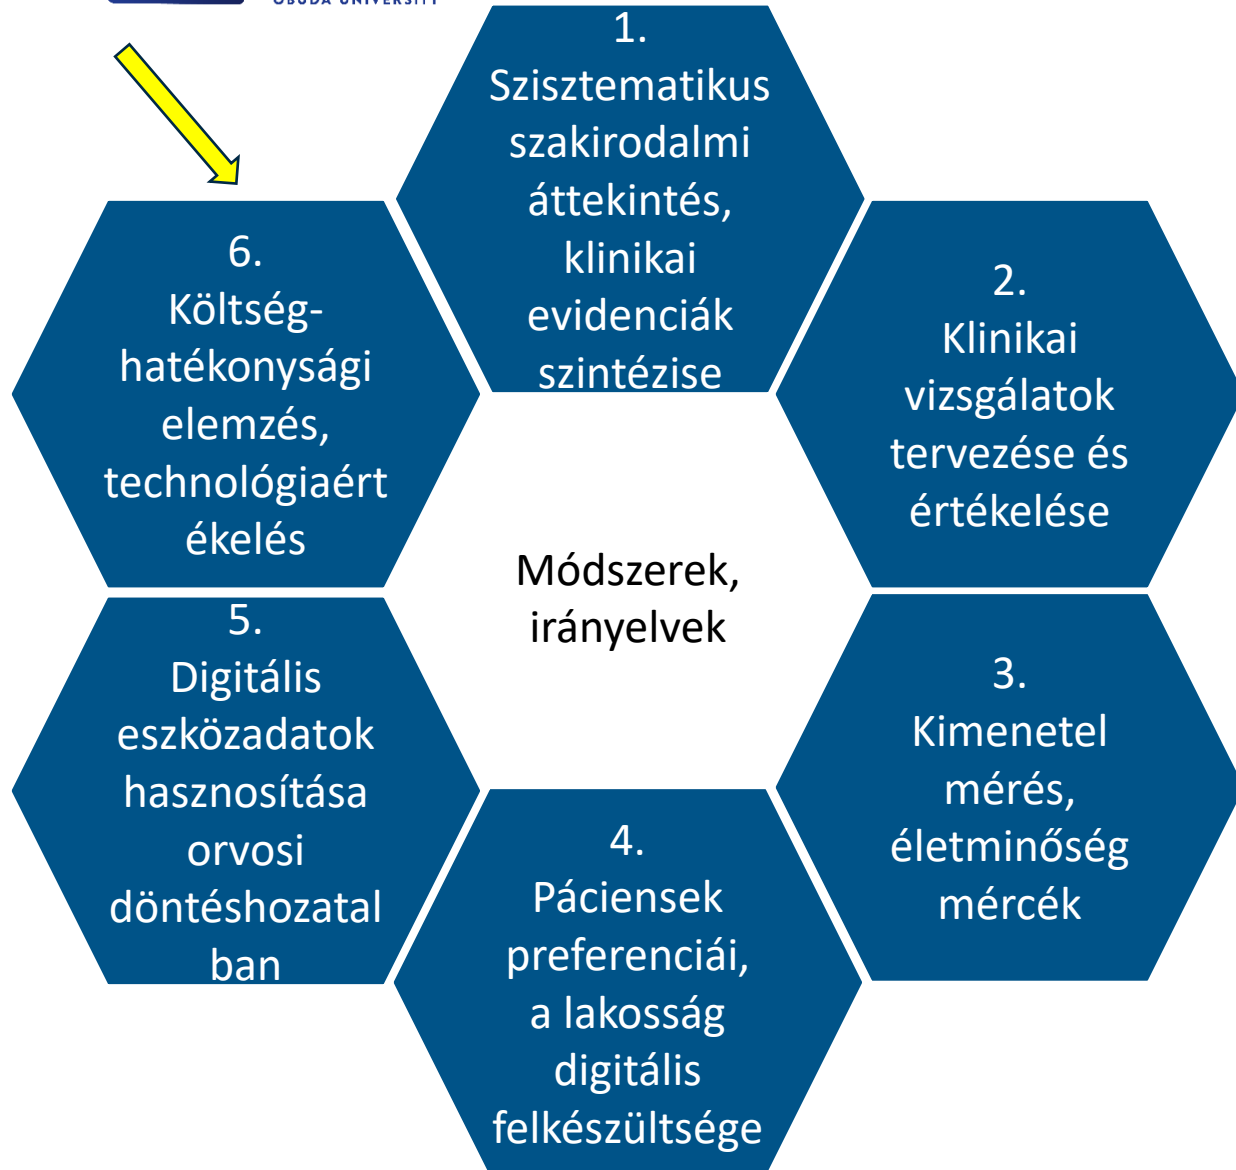 ÓBUDA UNIVERSITY
1.
Szisztematikus
szakirodalmi
áttekintés,
klinikai
evidenciák
szintézise
2.
Klinikai
vizsgálatok
tervezése és
értékelése
3.
Kimenetel
mérés,
életminőség
mércék
4.
Páciensek
preferenciái,
a lakosság
digitális
felkészültsége
5.
Digitális
eszközadatok
hasznosítása
orvosi
döntéshozatal
ban
6.
Költség-
hatékonysági
elemzés,
technológiaért
ékelés
Módszerek,
irányelvek